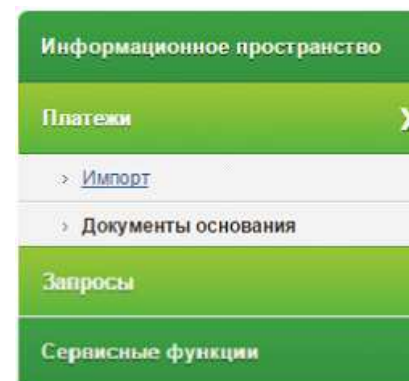 Информационное пространство
Платежи
Импорт
Документы основания
Запросы
Сервисные функции